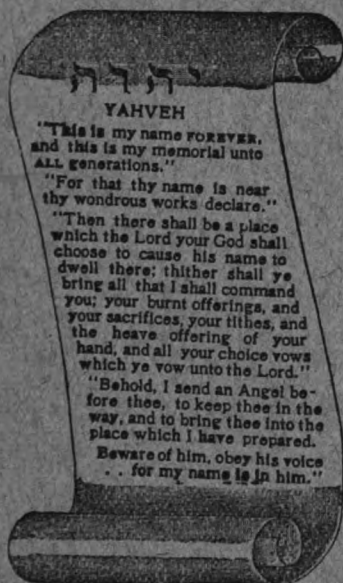 יהוה
YAHVEH
"This is my name FOREVER,
and this is my memorial unto
ALL generations."
"For that thy name is near
thy wondrous works declare."
"Then there shall be a place
which the Lord your God shall
choose to cause his name to
dwell there; thither shall ye
bring all that I shall command
you; your burnt offerings, and
your sacrifices, your tithes, and
the heave offering of your
hand, and all your choice vows
which ye vow unto the Lord."
"Behold, I send an Angel be-
fore thee, to keep thee in the
way, and to bring thee into the
place which I have prepared.
Beware of him, obey his voice
. . for my name is in him."